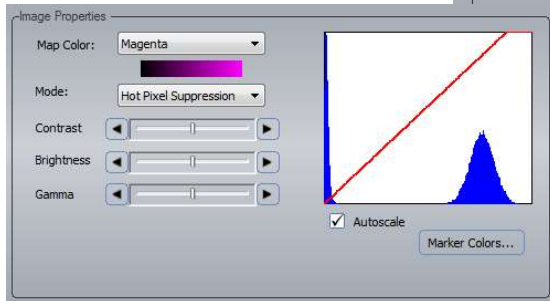 Image Properties
Map Color: Magenta
Mode: Hot Pixel Suppression
Contrast
Brightness
Gamma
Autoscale
Marker Colors...